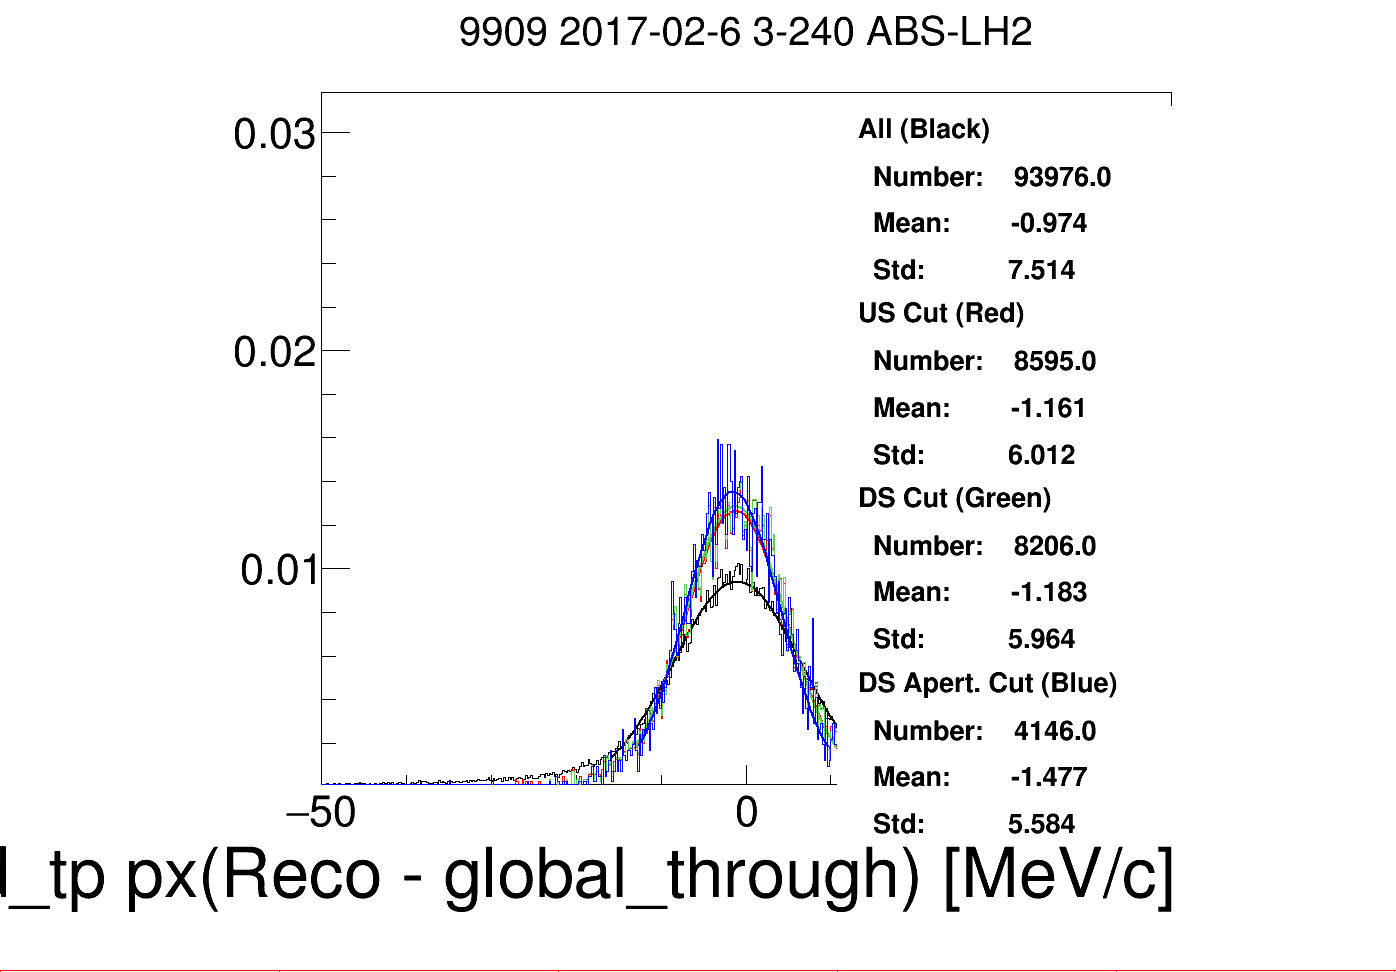 9909 2017-02-6 3-240 ABS-LH2
0.03
0.02
0.01
All (Black)
Number: 93976.0
Mean: -0.974
Std: 7.514
US Cut (Red)
Number: 8595.0
Mean: -1.161
Std: 6.012
DS Cut (Green)
Number: 8206.0
Mean: -1.183
Std: 5.964
DS Apert. Cut (Blue)
Number: 4146.0
Mean: -1.477
Std: 5.584
−50 0
_tp px(Reco - global_through) [MeV/c]